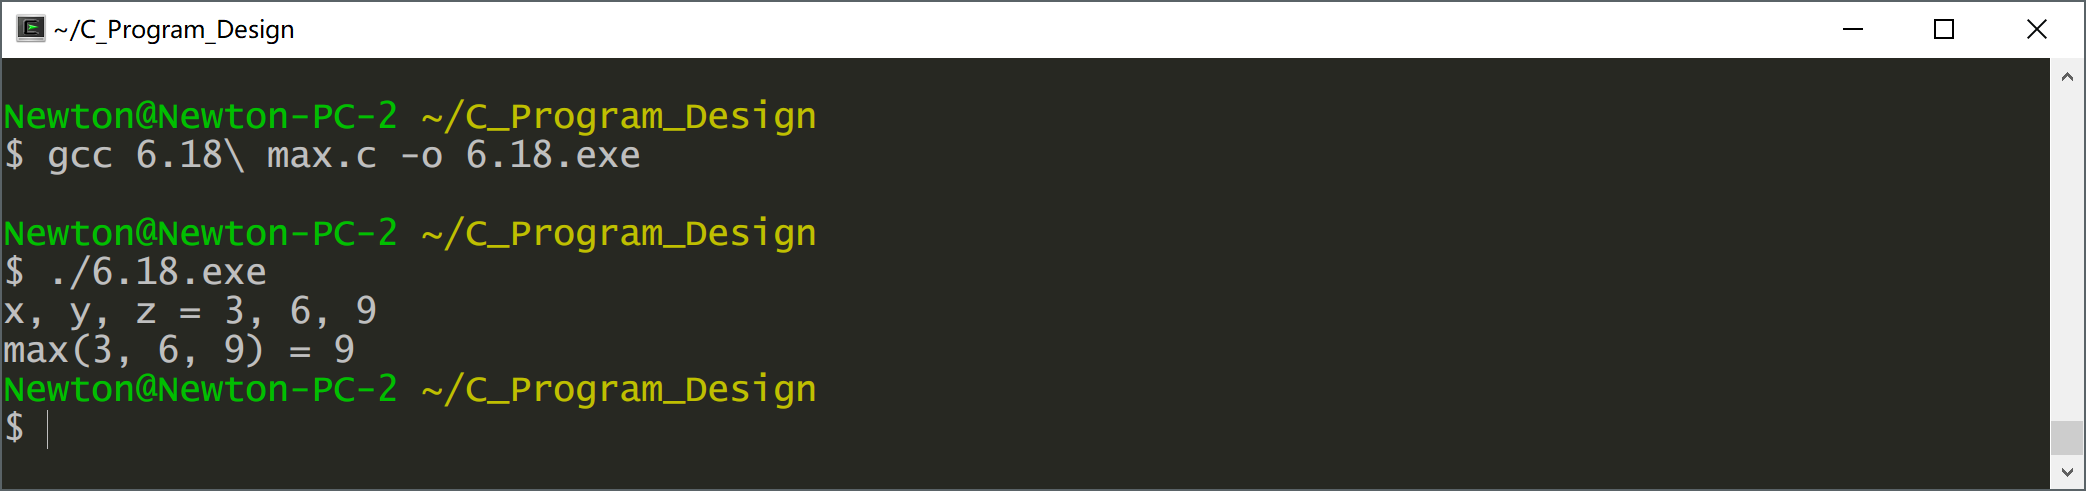 ~/C_Program_Design
Newton@Newton-PC-2 ~/C_Program_Design
$ gcc 6.18\ max.c -o 6.18.exe
Newton@Newton-PC-2 ~/C_Program_Design
$ ./6.18.exe
x, y, z = 3, 6, 9
max(3, 6, 9) = 9
Newton@Newton-PC-2 ~/C_Program_Design
$